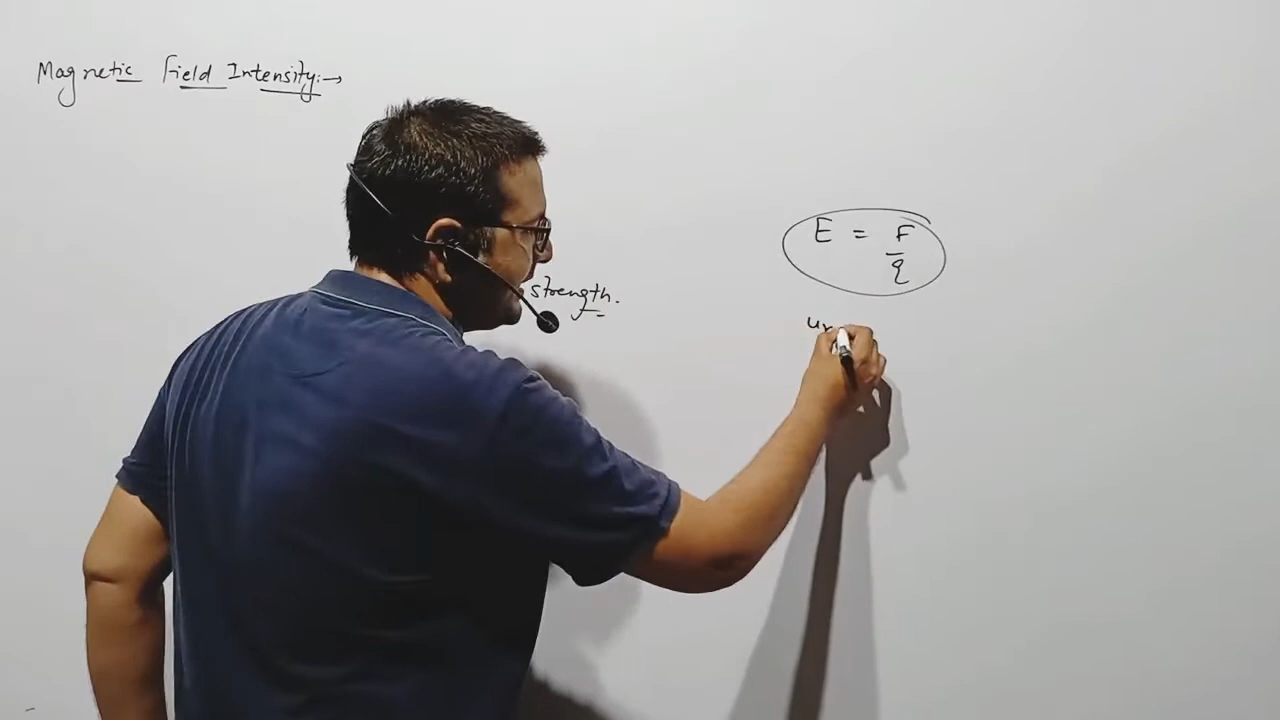 Magnetic Field Intensity:→
E = F/q
strength.